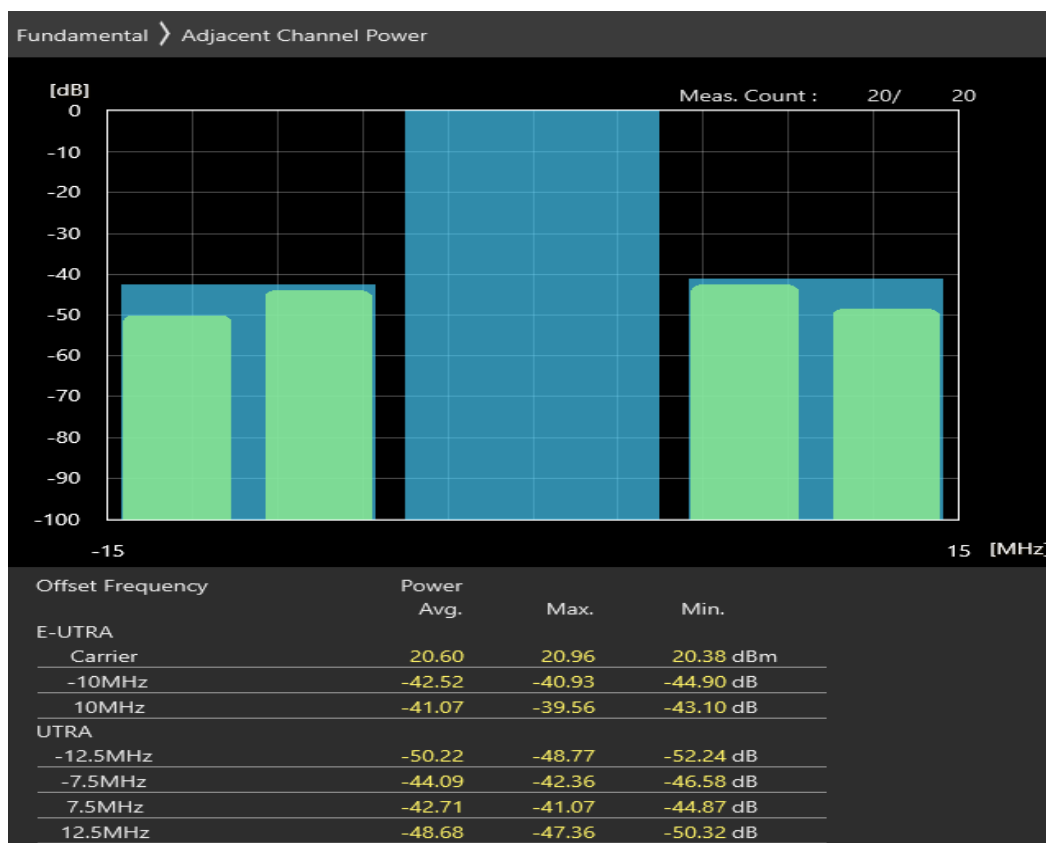 Fundamental 〉 Adjacent Channel Power
[dB]
Meas. Count : 20/ 20
0
-10
-20
-30
-40
-50
-60
-70
-80
-90
-100
-15 15 [MHz]
Offset Frequency Power
Avg. Max. Min.
E-UTRA
Carrier 20.60 20.96 20.38 dBm
-10MHz -42.52 -40.93 -44.90 dB
10MHz -41.07 -39.56 -43.10 dB
UTRA
-12.5MHz -50.22 -48.77 -52.24 dB
-7.5MHz -44.09 -42.36 -46.58 dB
7.5MHz -42.71 -41.07 -44.87 dB
12.5MHz -48.68 -47.36 -50.32 dB